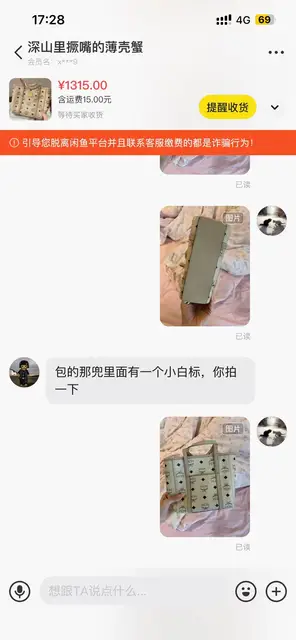 17:28
4G 69
深山里撅嘴的薄壳蟹
会员名：x***9
¥1315.00
含运费15.00元
等待买家收货
提醒收货
引导您脱离闲鱼平台并且联系客服缴费的都是诈骗行为！
已读
图片
已读
包的那兜里面有一个小白标，你拍
一下
图片
已读
想跟TA说点什么...